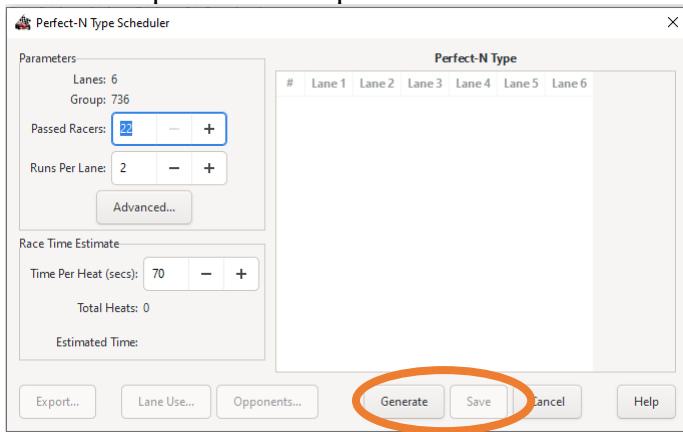 Perfect-N Type Scheduler
Parameters
Lanes: 6
Group: 736
Passed Racers: 22
Runs Per Lane: 2
Advanced...
Race Time Estimate
Time Per Heat (secs): 70
Total Heats: 0
Estimated Time:
Perfect-N Type
# Lane 1 Lane 2 Lane 3 Lane 4 Lane 5 Lane 6
Export... Lane Use... Opponents... Generate Save Cancel Help